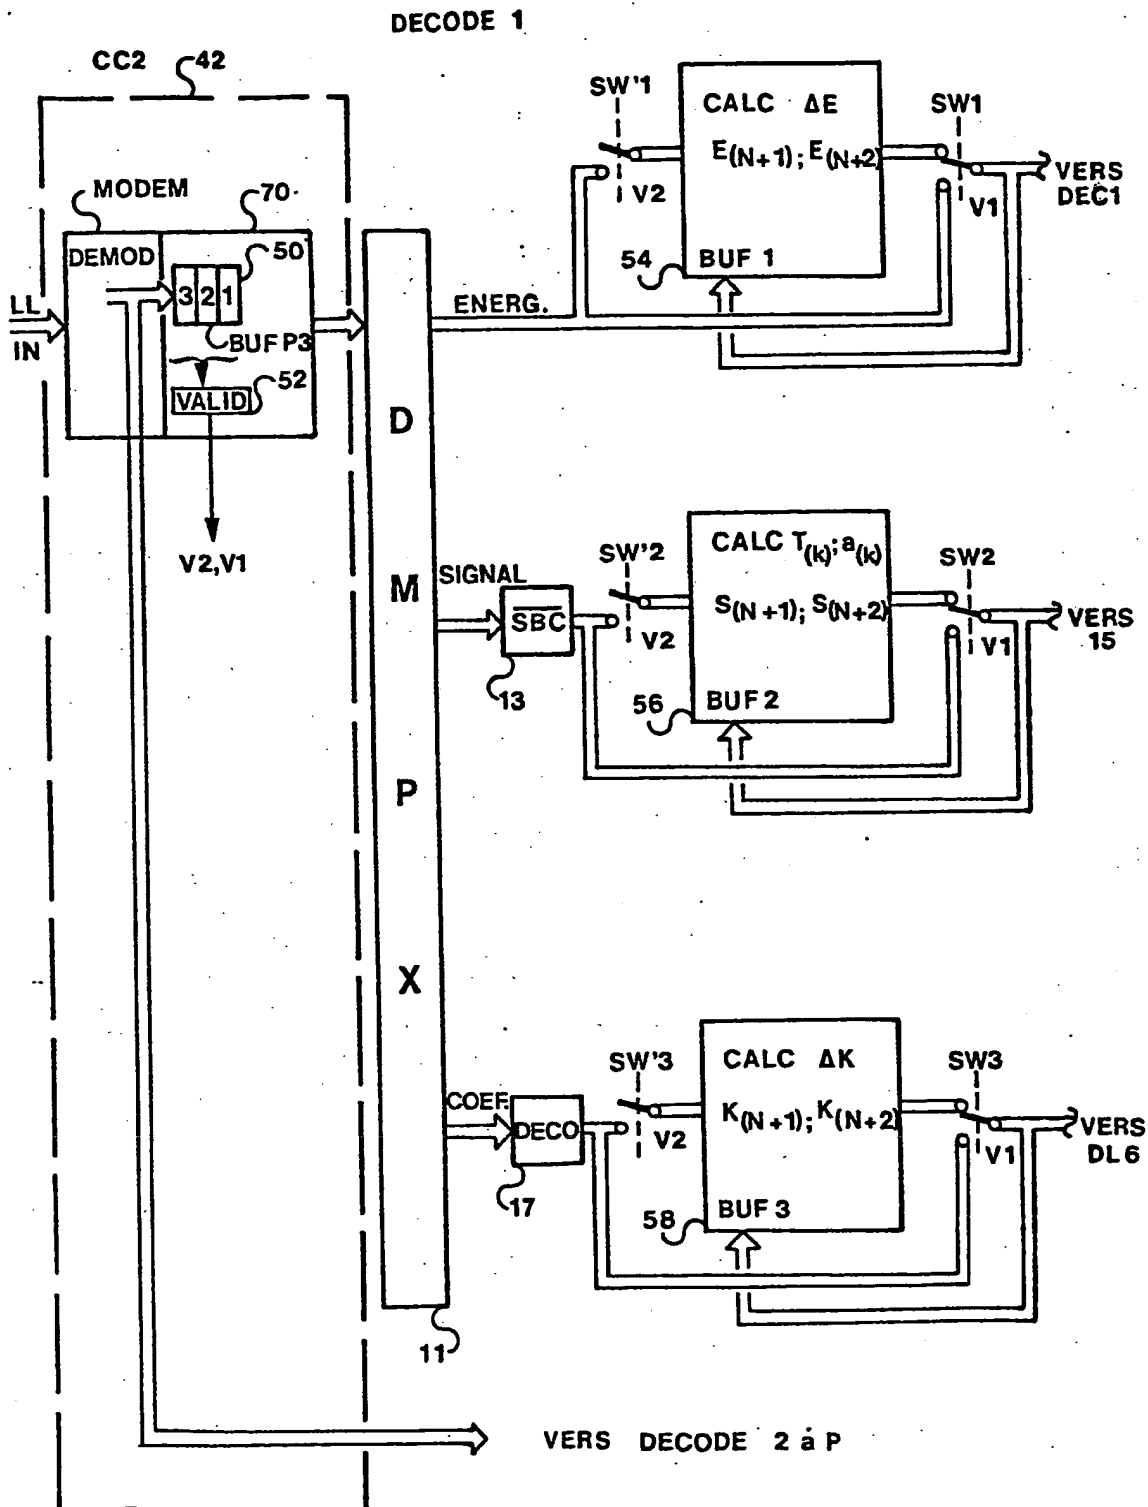 DECODE 1
CC2 42
MODEM 70
DEMOD
50
3 2 1
BUF P3
LL
IN
VALID
52
V2,V1
D
M
P
X
11
ENERG.
SW'1
V2
CALC ΔE
E(N+1); E(N+2)
BUF 1
54
SW1
V1
VERS
DEC1
SIGNAL
SBC
13
SW'2
V2
CALC T(k); a(k)
S(N+1); S(N+2)
BUF 2
56
SW2
V1
VERS
15
COEF.
DECO
17
SW'3
V2
CALC ΔK
K(N+1); K(N+2)
BUF 3
58
SW3
V1
VERS
DL6
VERS DECODE 2 à P